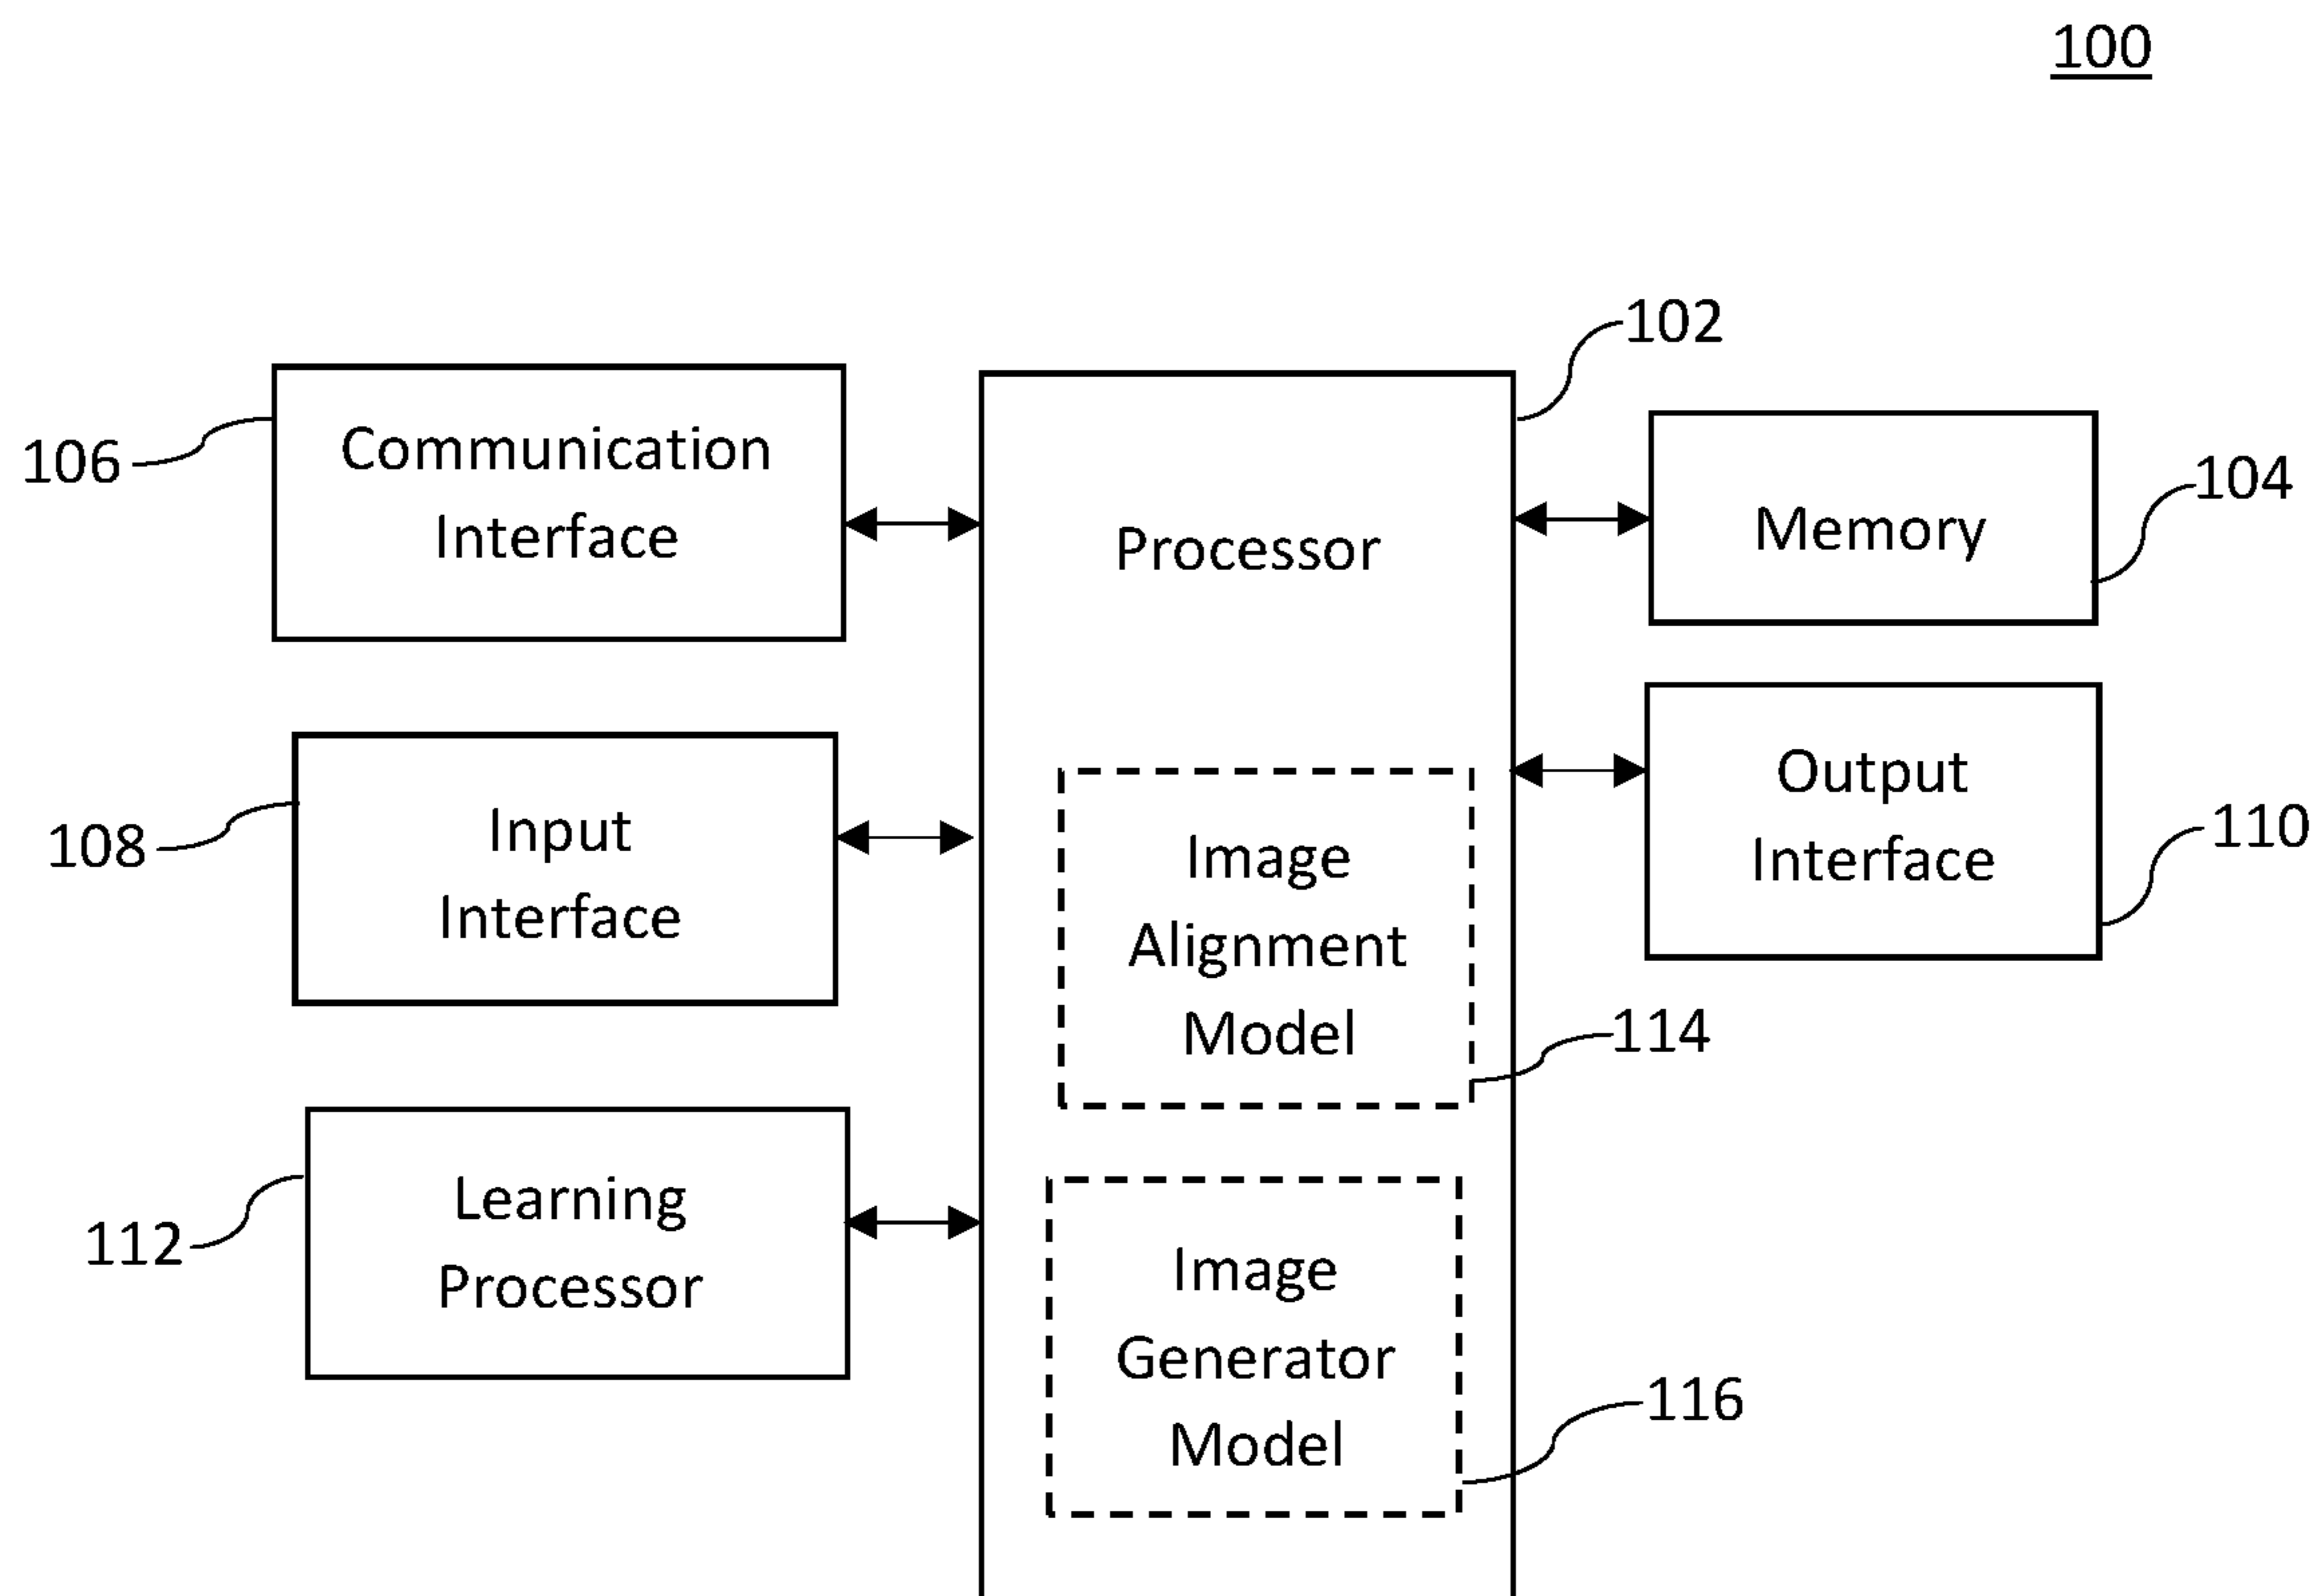 100
102
106
Communication
Interface
Processor
Memory
104
108
Input
Interface
Image
Alignment
Model
114
Output
Interface
110
112
Learning
Processor
Image
Generator
Model
116